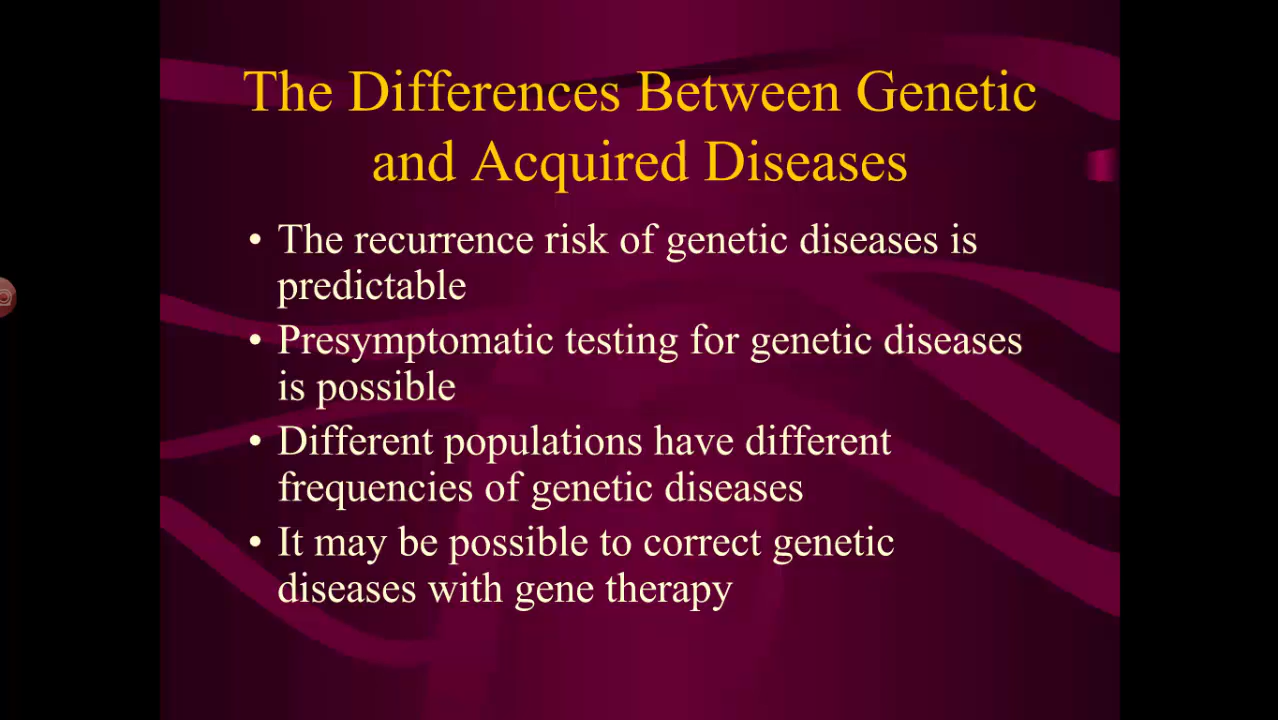 The Differences Between Genetic
and Acquired Diseases
• The recurrence risk of genetic diseases is
predictable
• Presymptomatic testing for genetic diseases
is possible
• Different populations have different
frequencies of genetic diseases
• It may be possible to correct genetic
diseases with gene therapy